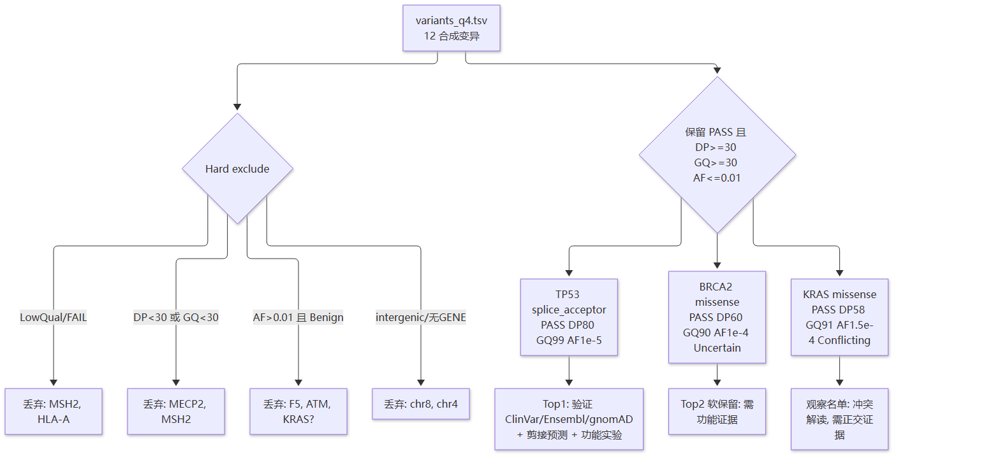 variants_q4.tsv
12 合成变异
Hard exclude
保留 PASS 且
DP>=30
GQ>=30
AF<=0.01
LowQual/FAIL
DP<30 或 GQ<30
AF>0.01 且 Benign
intergenic/无GENE
TP53
splice_acceptor
PASS DP80
GQ99 AF1e-5
BRCA2
missense
PASS DP60
GQ90 AF1e-4
Uncertain
KRAS missense
PASS DP58
GQ91 AF1.5e-
4 Conflicting
丢弃: MSH2,
HLA-A
丢弃: MECP2,
MSH2
丢弃: F5, ATM,
KRAS?
丢弃: chr8, chr4
Top1: 验证
ClinVar/Ensembl/gnomAD
+ 剪接预测 + 功能实验
Top2 软保留: 需
功能证据
观察名单: 冲突
解读, 需正交证
据